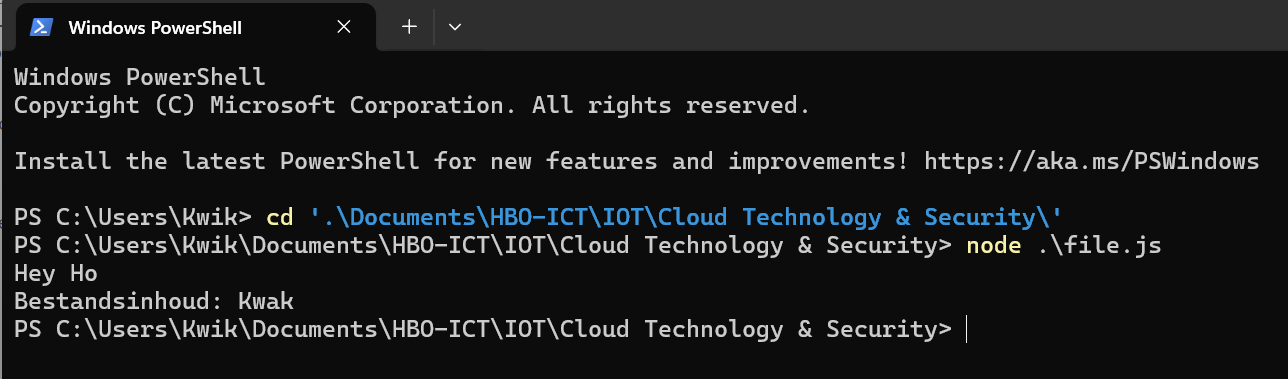 Windows PowerShell
Windows PowerShell
Copyright (C) Microsoft Corporation. All rights reserved.
Install the latest PowerShell for new features and improvements! https://aka.ms/PSWindows
PS C:\Users\Kwik> cd '.\Documents\HBO-ICT\IOT\Cloud Technology & Security\'
PS C:\Users\Kwik\Documents\HBO-ICT\IOT\Cloud Technology & Security> node .\file.js
Hey Ho
Bestandsinhoud: Kwak
PS C:\Users\Kwik\Documents\HBO-ICT\IOT\Cloud Technology & Security>